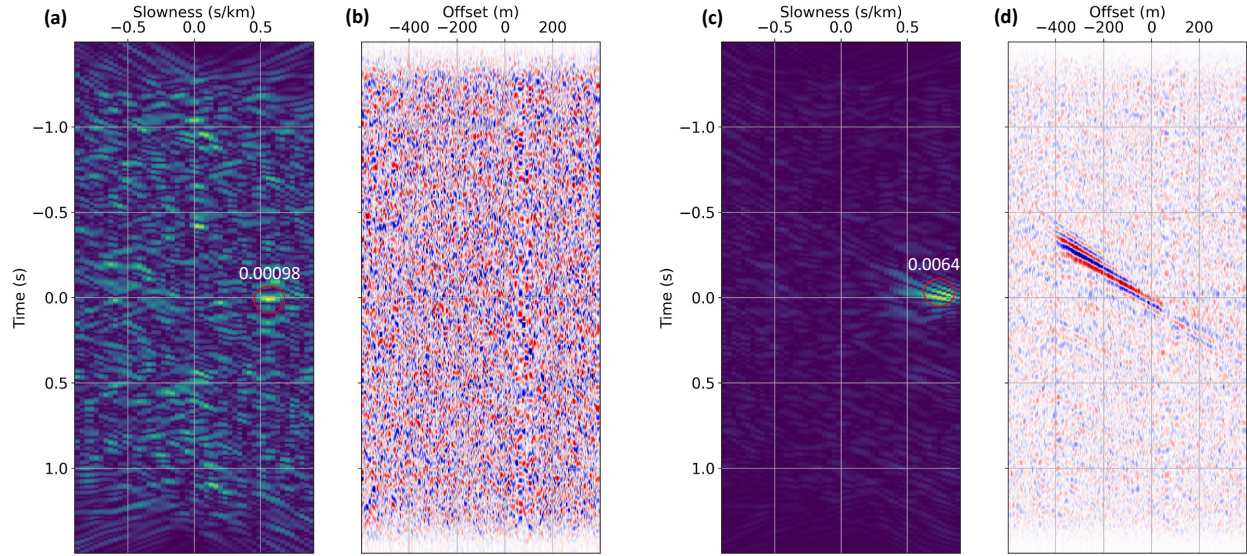 (a)
Slowness (s/km)
−0.5 0.0 0.5
Time (s)
−1.0
−0.5
0.0
0.5
1.0
0.00098
(b)
Offset (m)
−400 −200 0 200
(c)
Slowness (s/km)
−0.5 0.0 0.5
Time (s)
−1.0
−0.5
0.0
0.5
1.0
0.0064
(d)
Offset (m)
−400 −200 0 200